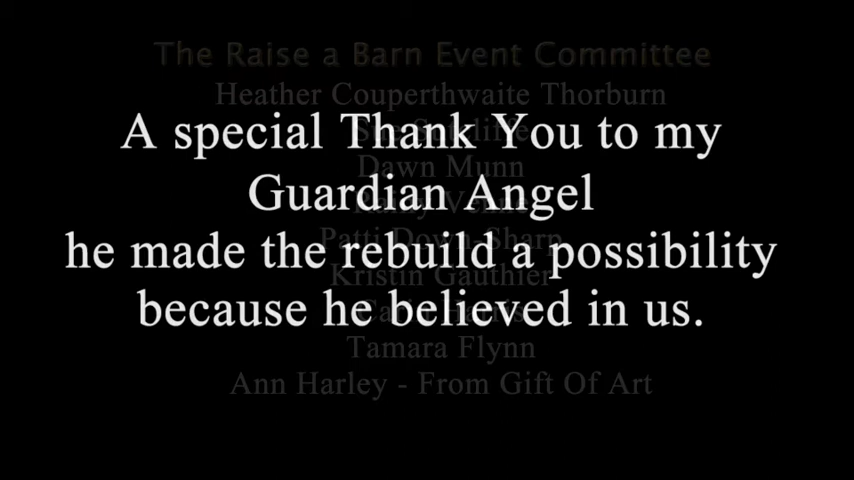 The Raise a Barn Event Committee
Heather Couperthwaite Thorburn
A special Thank You to my
Dawn Munn
Guardian Angel
he made the rebuild a possibility
Kristin Gauthier
because he believed in us.
Tamara Flynn
Ann Harley - From Gift Of Art